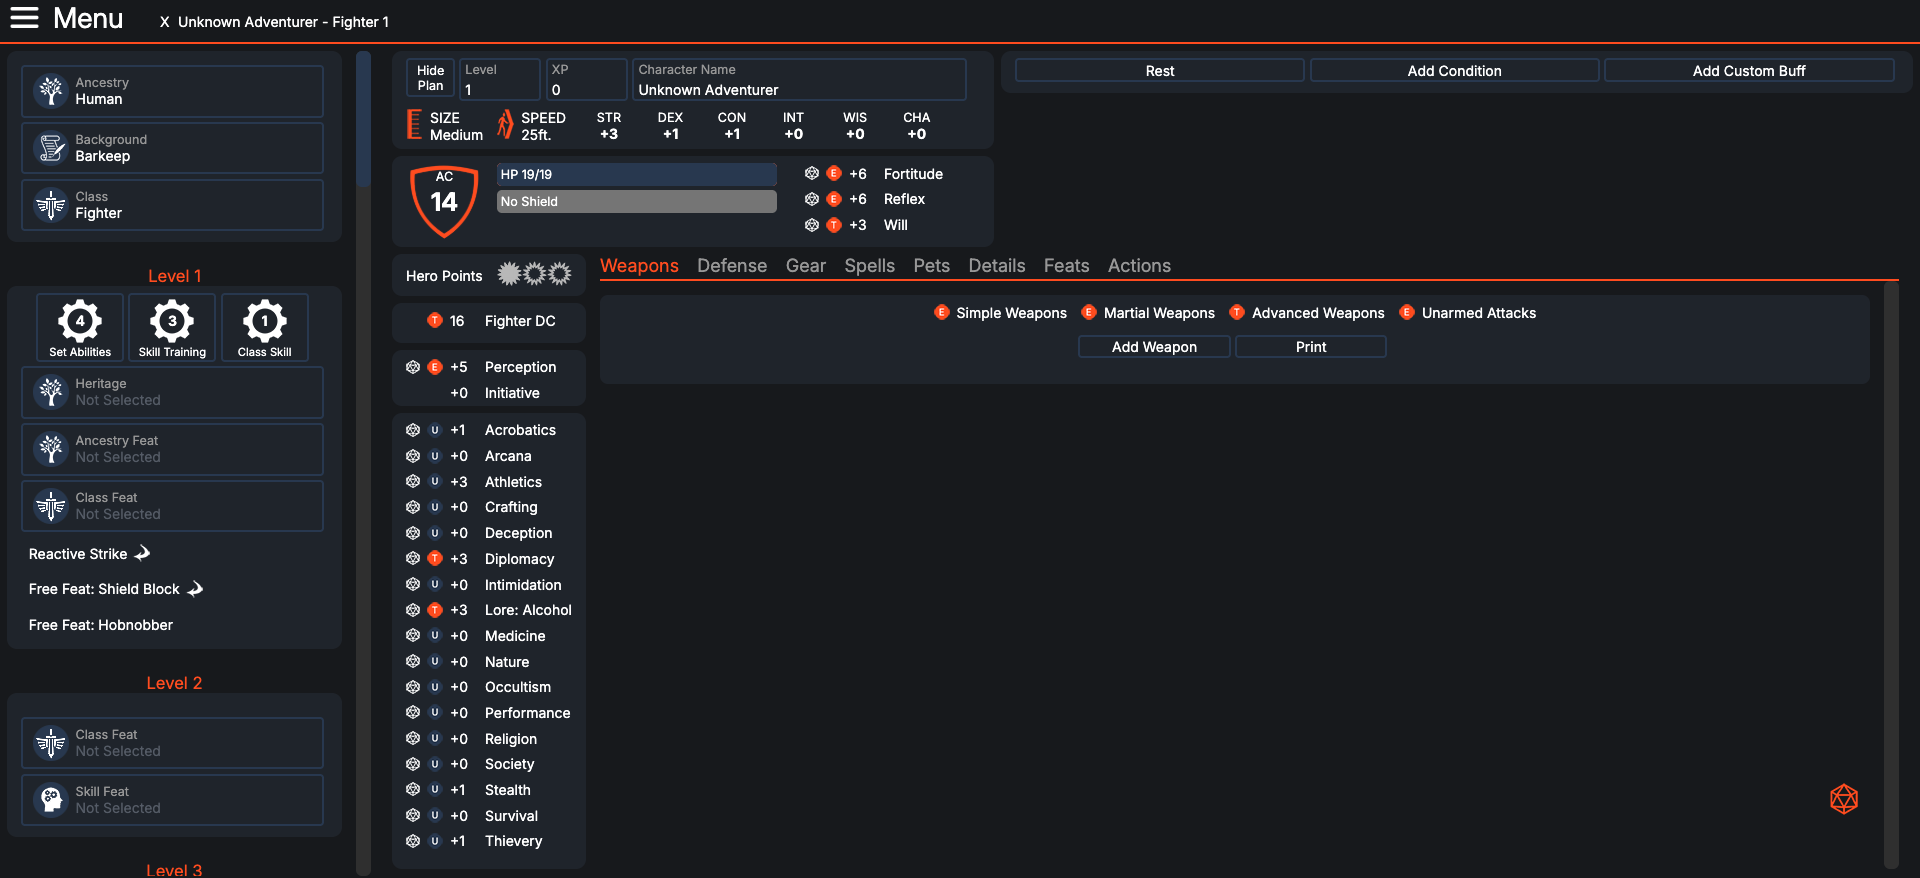 Menu
X Unknown Adventurer - Fighter 1
Ancestry
Human
Background
Barkeep
Class
Fighter
Level 1
4
Set Abilities
3
Skill Training
1
Class Skill
Heritage
Not Selected
Ancestry Feat
Not Selected
Class Feat
Not Selected
Reactive Strike
Free Feat: Shield Block
Free Feat: Hobnobber
Level 2
Class Feat
Not Selected
Skill Feat
Not Selected
Level 3
Hide
Plan
Level
1
XP
0
Character Name
Unknown Adventurer
SIZE
Medium
SPEED
25ft.
STR
+3
DEX
+1
CON
+1
INT
+0
WIS
+0
CHA
+0
AC
14
HP 19/19
No Shield
E +6 Fortitude
E +6 Reflex
T +3 Will
Rest
Add Condition
Add Custom Buff
Hero Points
T 16 Fighter DC
E +5 Perception
+0 Initiative
U +1 Acrobatics
U +0 Arcana
U +3 Athletics
U +0 Crafting
U +0 Deception
T +3 Diplomacy
U +0 Intimidation
T +3 Lore: Alcohol
U +0 Medicine
U +0 Nature
U +0 Occultism
U +0 Performance
U +0 Religion
U +0 Society
U +1 Stealth
U +0 Survival
U +1 Thievery
Weapons Defense Gear Spells Pets Details Feats Actions
E Simple Weapons E Martial Weapons T Advanced Weapons E Unarmed Attacks
Add Weapon
Print